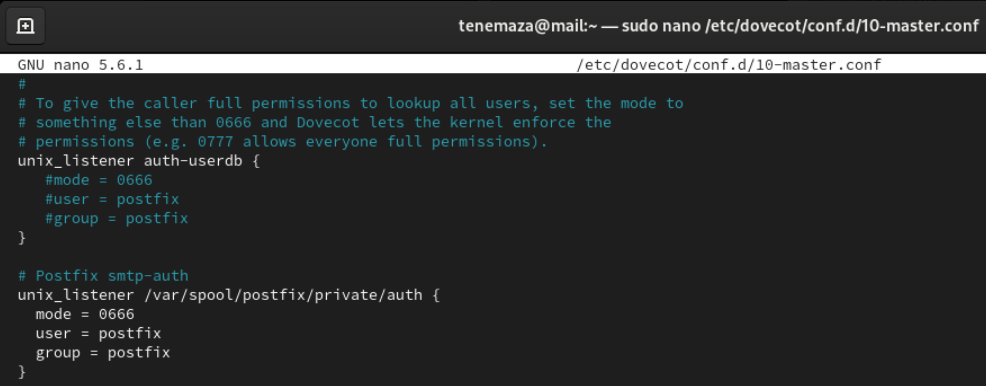 tenemaza@mail:~ — sudo nano /etc/dovecot/conf.d/10-master.conf
GNU nano 5.6.1 /etc/dovecot/conf.d/10-master.conf
#
# To give the caller full permissions to lookup all users, set the mode to
# something else than 0666 and Dovecot lets the kernel enforce the
# permissions (e.g. 0777 allows everyone full permissions).
unix_listener auth-userdb {
   #mode = 0666
   #user = postfix
   #group = postfix
}

# Postfix smtp-auth
unix_listener /var/spool/postfix/private/auth {
  mode = 0666
  user = postfix
  group = postfix
}